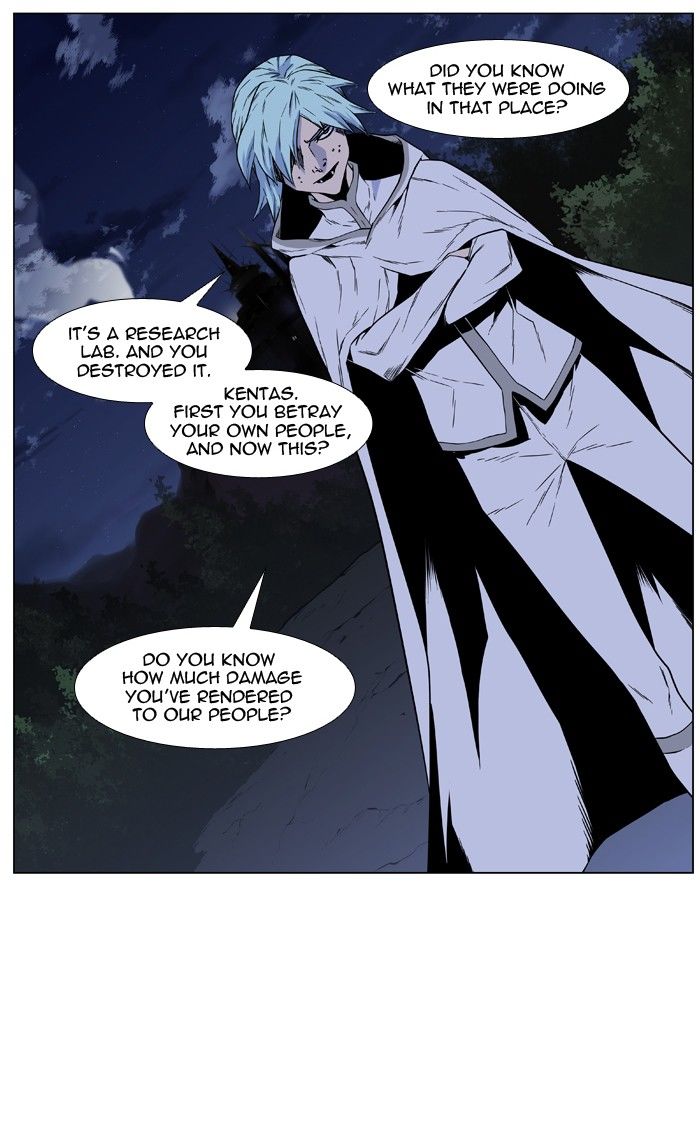 DID YOU KNOW
WHAT THEY WERE DOING
IN THAT PLACE?
IT'S A RESEARCH
LAB. AND YOU
DESTROYED IT.
KENTAS.
FIRST YOU BETRAY
YOUR OWN PEOPLE,
AND NOW THIS?
DO YOU KNOW
HOW MUCH DAMAGE
YOU'VE RENDERED
TO OUR PEOPLE?